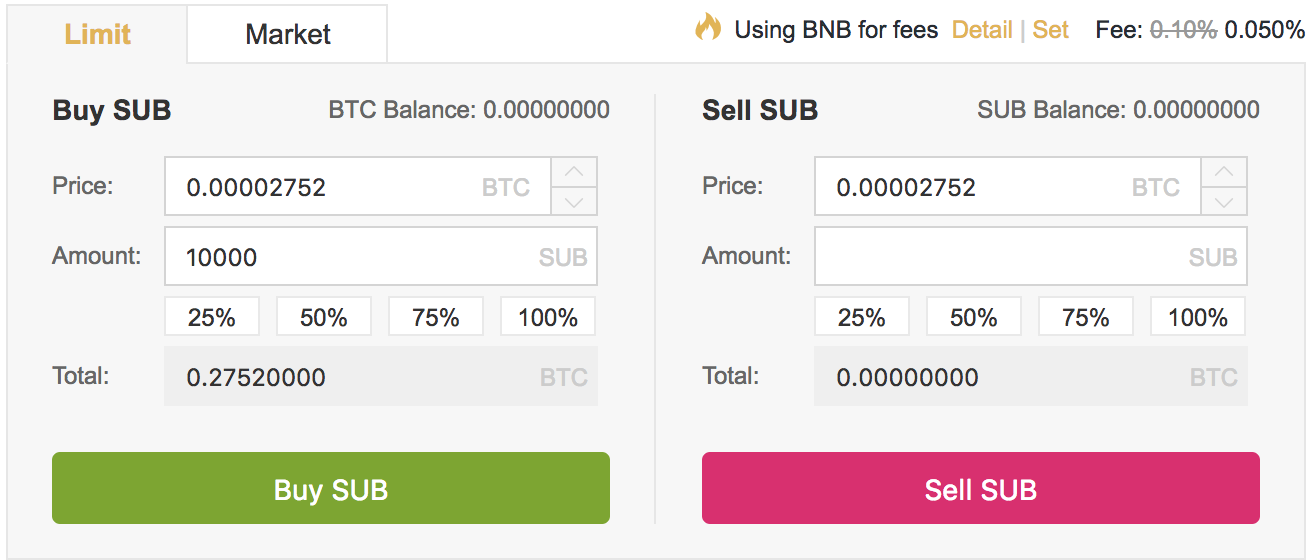 Limit
Market
Using BNB for fees Detail | Set Fee: 0.10% 0.050%
Buy SUB
BTC Balance: 0.00000000
Price: 0.00002752 BTC
Amount: 10000 SUB
25% 50% 75% 100%
Total: 0.27520000 BTC
Buy SUB
Sell SUB
SUB Balance: 0.00000000
Price: 0.00002752 BTC
Amount: SUB
25% 50% 75% 100%
Total: 0.00000000 BTC
Sell SUB